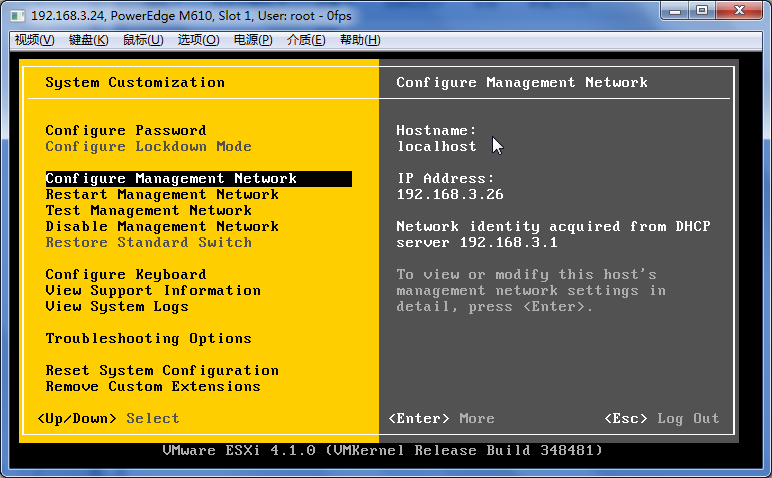 192.168.3.24, PowerEdge M610, Slot 1, User: root - 0fps
视频(V) 键盘(K) 鼠标(U) 选项(O) 电源(P) 介质(E) 帮助(H)
System Customization
Configure Password
Configure Lockdown Mode
Configure Management Network
Restart Management Network
Test Management Network
Disable Management Network
Restore Standard Switch
Configure Keyboard
View Support Information
View System Logs
Troubleshooting Options
Reset System Configuration
Remove Custom Extensions
<Up/Down> Select
Configure Management Network
Hostname:
localhost
IP Address:
192.168.3.26
Network identity acquired from DHCP
server 192.168.3.1
To view or modify this host's
management network settings in
detail, press <Enter>.
<Enter> More <Esc> Log Out
VMware ESXi 4.1.0 (VMKernel Release Build 348481)